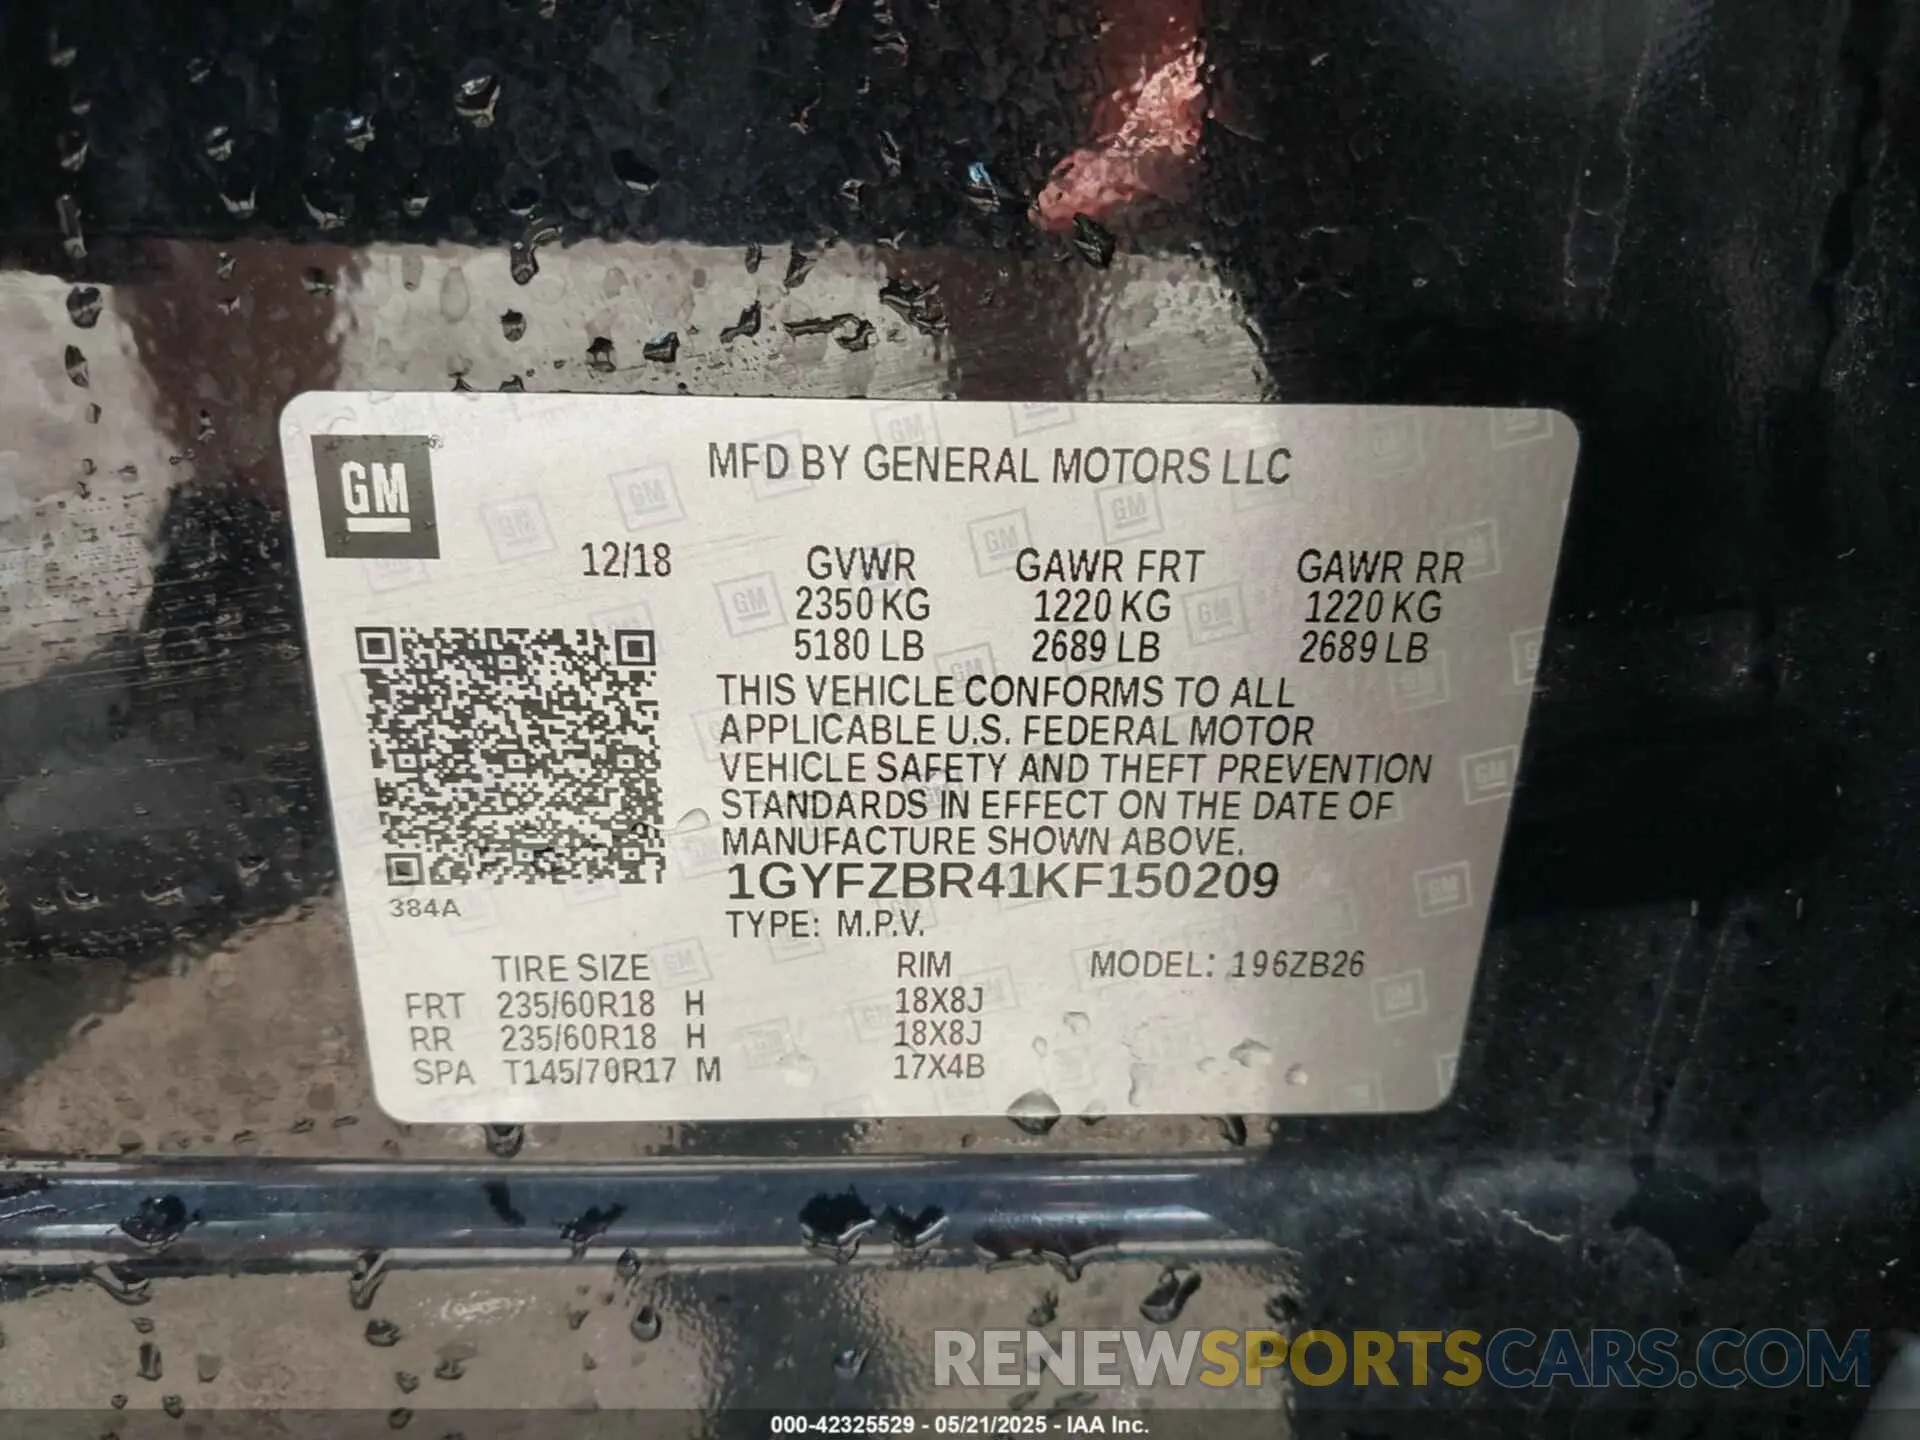 GM
MFD BY GENERAL MOTORS LLC
12/18 GVWR GAWR FRT GAWR RR
2350 KG 1220 KG 1220 KG
5180 LB 2689 LB 2689 LB
THIS VEHICLE CONFORMS TO ALL
APPLICABLE U.S. FEDERAL MOTOR
VEHICLE SAFETY AND THEFT PREVENTION
STANDARDS IN EFFECT ON THE DATE OF
MANUFACTURE SHOWN ABOVE.
1GYFZBR41KF150209
384A
TYPE: M.P.V.
TIRE SIZE RIM MODEL: 196ZB26
FRT 235/60R18 H 18X8J
RR 235/60R18 H 18X8J
SPA T145/70R17 M 17X4B
RENEWSPORTSCARS.COM
000-42325529 - 05/21/2025 - IAA Inc.